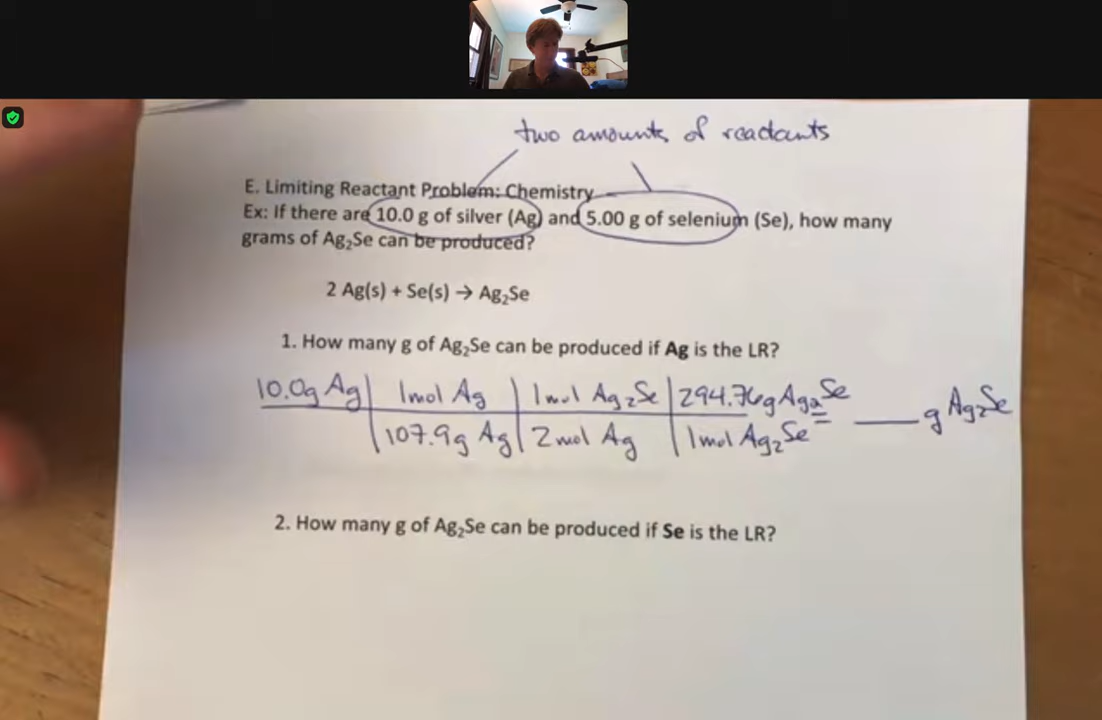 two amounts of reactants
E. Limiting Reactant Problem: Chemistry
Ex: If there are 10.0 g of silver (Ag) and 5.00 g of selenium (Se), how many
grams of Ag₂Se can be produced?
2 Ag(s) + Se(s) → Ag₂Se
1. How many g of Ag₂Se can be produced if Ag is the LR?
10.0g Ag | 1mol Ag | 1mol Ag₂Se | 294.76g Ag₂Se = ____ g Ag₂Se
| 107.9g Ag | 2mol Ag | 1mol Ag₂Se
2. How many g of Ag₂Se can be produced if Se is the LR?